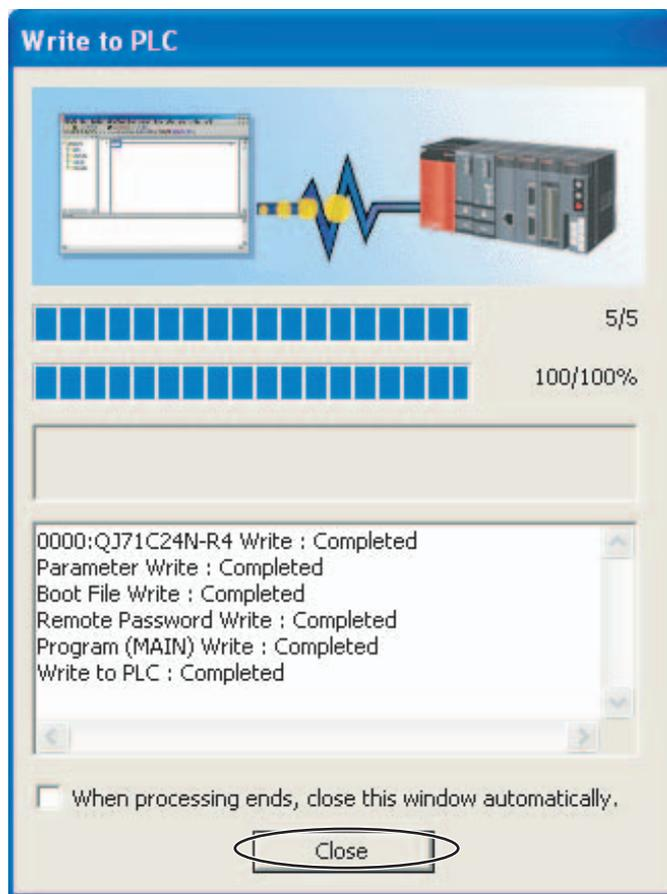 Write to PLC
5/5
100/100%
0000:QJ71C24N-R4 Write : Completed
Parameter Write : Completed
Boot File Write : Completed
Remote Password Write : Completed
Program (MAIN) Write : Completed
Write to PLC : Completed
When processing ends, close this window automatically.
Close